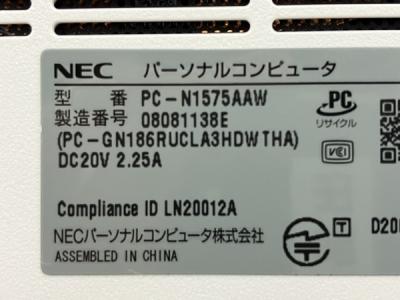 NEC パーソナルコンピュータ
型 番 PC-N1575AAW
製造番号 08081138E
(PC-GN186RUCLA3HDWTHA)
DC20V 2.25A
PC
リサイクル
VCCI
Compliance ID LN20012A
NECパーソナルコンピュータ株式会社
ASSEMBLED IN CHINA
T